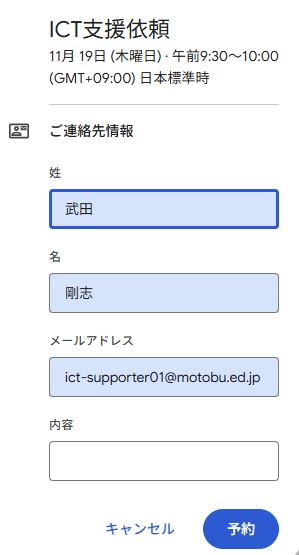 ICT支援依頼
11月 19日 (木曜日) · 午前9:30～10:00
(GMT+09:00) 日本標準時
ご連絡先情報
姓
武田
名
剛志
メールアドレス
ict-supporter01@motobu.ed.jp
内容
キャンセル 予約